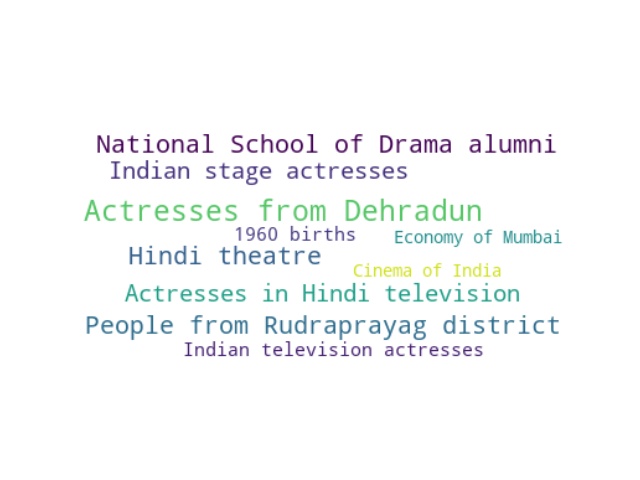 National School of Drama alumni
Indian stage actresses
Actresses from Dehradun
1960 births
Economy of Mumbai
Hindi theatre
Cinema of India
Actresses in Hindi television
People from Rudraprayag district
Indian television actresses